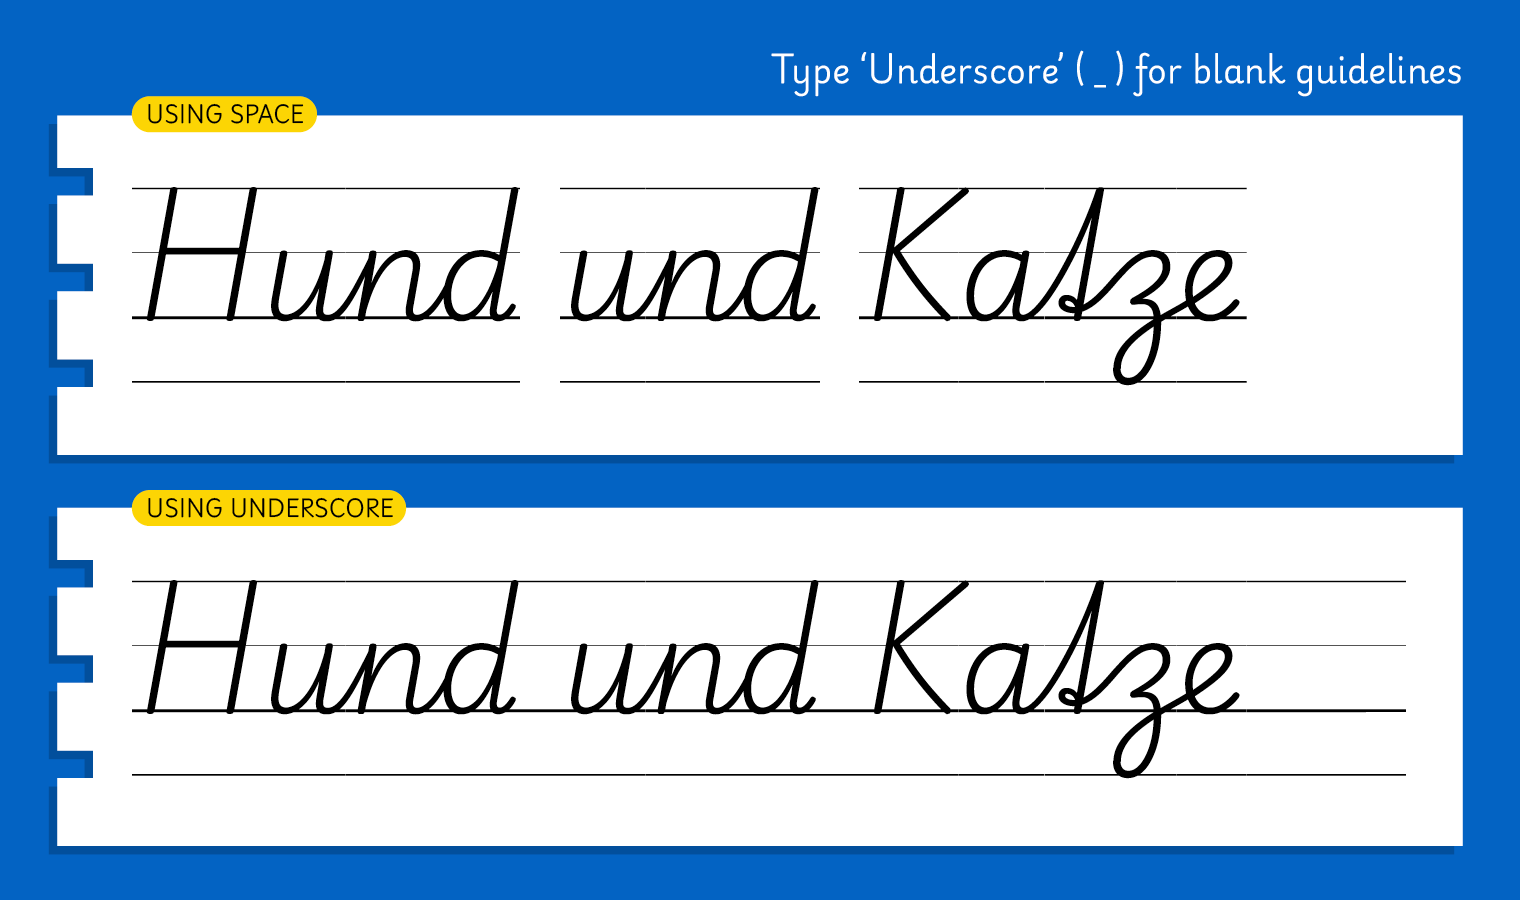 Type ‘Underscore’ ( _ ) for blank guidelines
USING SPACE
Hund und Katze
USING UNDERSCORE
Hund und Katze